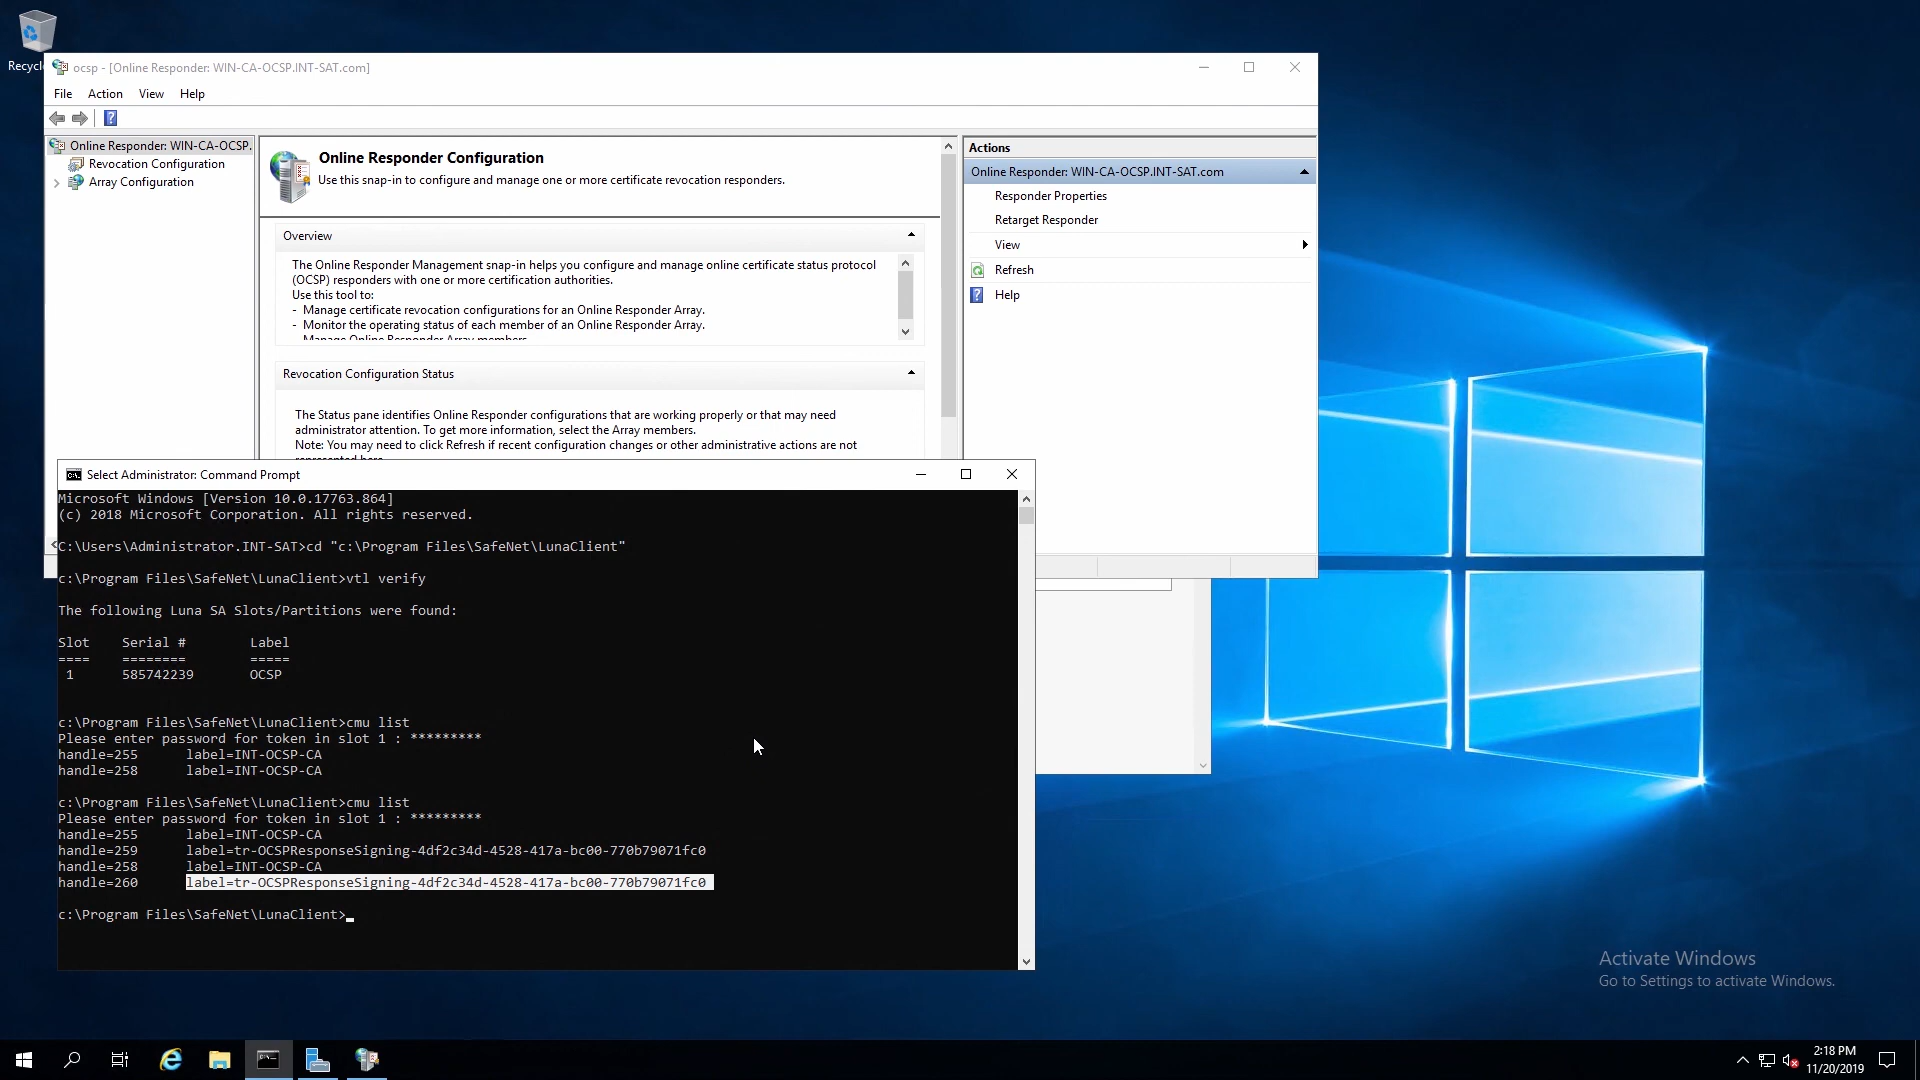 Recycl
ocsp - [Online Responder: WIN-CA-OCSP.INT-SAT.com]
File Action View Help
Online Responder: WIN-CA-OCSP.
Revocation Configuration
Array Configuration
Online Responder Configuration
Use this snap-in to configure and manage one or more certificate revocation responders.
Overview
The Online Responder Management snap-in helps you configure and manage online certificate status protocol
(OCSP) responders with one or more certification authorities.
Use this tool to:
- Manage certificate revocation configurations for an Online Responder Array.
- Monitor the operating status of each member of an Online Responder Array.
- Manage Online Responder Array members
Revocation Configuration Status
The Status pane identifies Online Responder configurations that are working properly or that may need
administrator attention. To get more information, select the Array members.
Note: You may need to click Refresh if recent configuration changes or other administrative actions are not
represented here.
Actions
Online Responder: WIN-CA-OCSP.INT-SAT.com
Responder Properties
Retarget Responder
View
Refresh
Help
Select Administrator: Command Prompt
Microsoft Windows [Version 10.0.17763.864]
(c) 2018 Microsoft Corporation. All rights reserved.
C:\Users\Administrator.INT-SAT>cd "c:\Program Files\SafeNet\LunaClient"
c:\Program Files\SafeNet\LunaClient>vtl verify
The following Luna SA Slots/Partitions were found:
Slot Serial # Label
==== ======== =====
1 585742239 OCSP
c:\Program Files\SafeNet\LunaClient>cmu list
Please enter password for token in slot 1 : *********
handle=255 label=INT-OCSP-CA
handle=258 label=INT-OCSP-CA
c:\Program Files\SafeNet\LunaClient>cmu list
Please enter password for token in slot 1 : *********
handle=255 label=INT-OCSP-CA
handle=259 label=tr-OCSPResponseSigning-4df2c34d-4528-417a-bc00-770b79071fc0
handle=258 label=INT-OCSP-CA
handle=260 label=tr-OCSPResponseSigning-4df2c34d-4528-417a-bc00-770b79071fc0
c:\Program Files\SafeNet\LunaClient>
Activate Windows
Go to Settings to activate Windows.
2:18 PM
11/20/2019